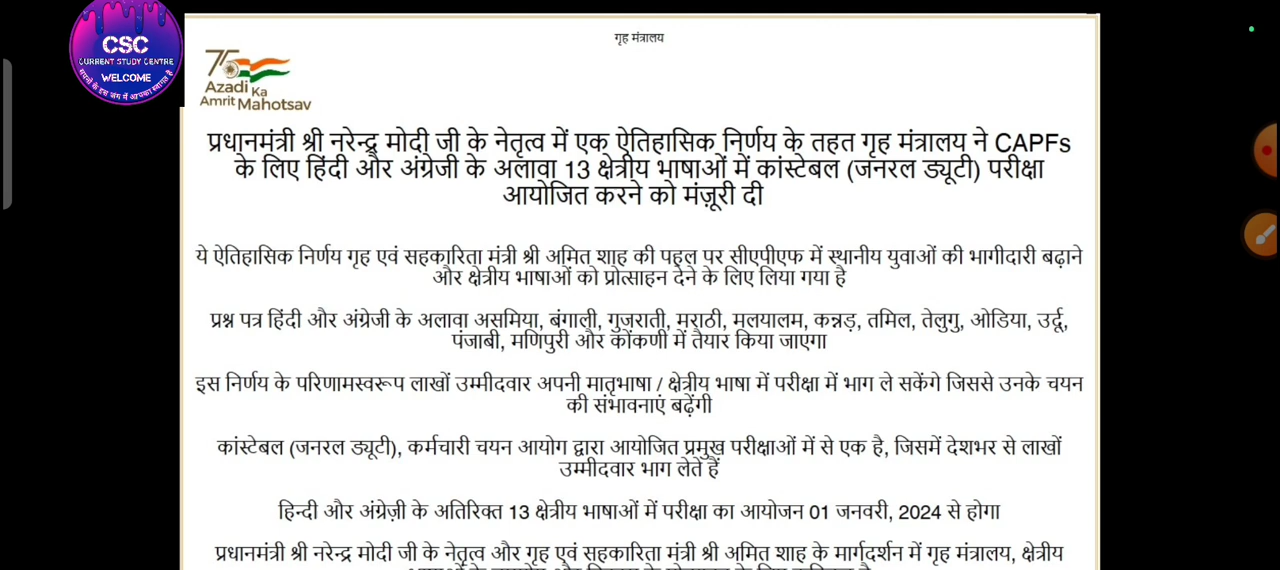 CSC
CURRENT STUDY CENTRE
WELCOME
सपनो के इस जंग में आपका स्वागत है
गृह मंत्रालय
75
Azadi Ka
Amrit Mahotsav
प्रधानमंत्री श्री नरेन्द्र मोदी जी के नेतृत्व में एक ऐतिहासिक निर्णय के तहत गृह मंत्रालय ने CAPFs
के लिए हिंदी और अंग्रेजी के अलावा 13 क्षेत्रीय भाषाओं में कांस्टेबल (जनरल ड्यूटी) परीक्षा
आयोजित करने को मंजूरी दी
ये ऐतिहासिक निर्णय गृह एवं सहकारिता मंत्री श्री अमित शाह की पहल पर सीएपीएफ में स्थानीय युवाओं की भागीदारी बढ़ाने
और क्षेत्रीय भाषाओं को प्रोत्साहन देने के लिए लिया गया है
प्रश्न पत्र हिंदी और अंग्रेजी के अलावा असमिया, बंगाली, गुजराती, मराठी, मलयालम, कन्नड़, तमिल, तेलुगु, ओडिया, उर्दू,
पंजाबी, मणिपुरी और कोंकणी में तैयार किया जाएगा
इस निर्णय के परिणामस्वरूप लाखों उम्मीदवार अपनी मातृभाषा / क्षेत्रीय भाषा में परीक्षा में भाग ले सकेंगे जिससे उनके चयन
की संभावनाएं बढ़ेंगी
कांस्टेबल (जनरल ड्यूटी), कर्मचारी चयन आयोग द्वारा आयोजित प्रमुख परीक्षाओं में से एक है, जिसमें देशभर से लाखों
उम्मीदवार भाग लेते हैं
हिन्दी और अंग्रेज़ी के अतिरिक्त 13 क्षेत्रीय भाषाओं में परीक्षा का आयोजन 01 जनवरी, 2024 से होगा
प्रधानमंत्री श्री नरेन्द्र मोदी जी के नेतृत्व और गृह एवं सहकारिता मंत्री श्री अमित शाह के मार्गदर्शन में गृह मंत्रालय, क्षेत्रीय